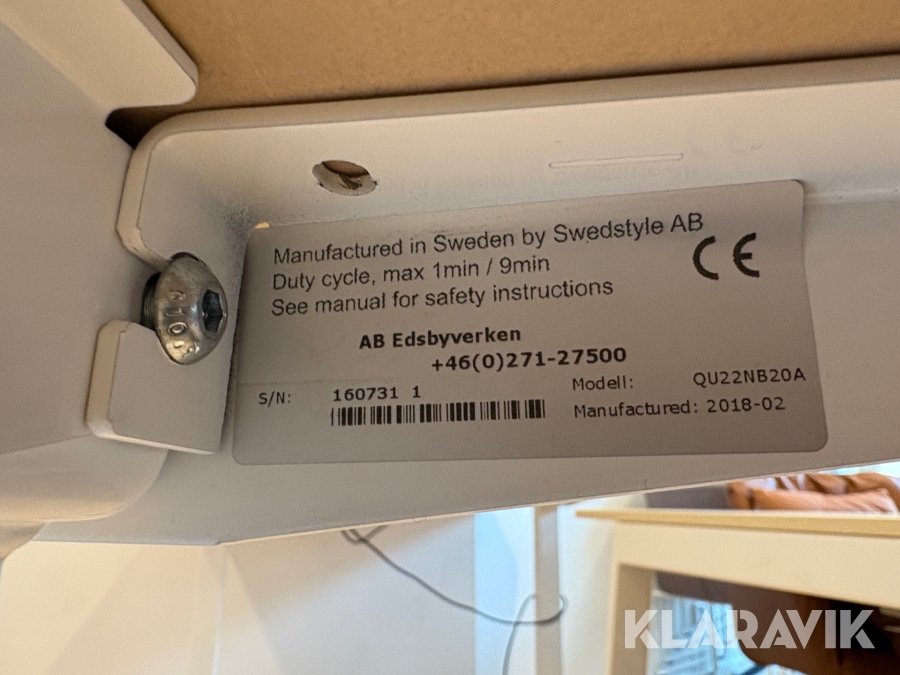 Manufactured in Sweden by Swedstyle AB
Duty cycle, max 1min / 9min
See manual for safety instructions
CE
AB Edsbyverken
+46(0)271-27500
S/N: 160731 1
Modell: QU22NB20A
Manufactured: 2018-02
KLARAVIK